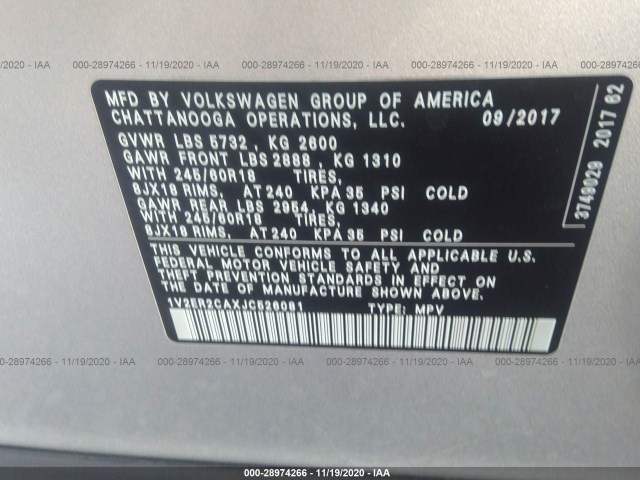 000-28974266 - 11/19/2020 - IAA
MFD BY VOLKSWAGEN GROUP OF AMERICA
CHATTANOOGA OPERATIONS, LLC. 09/2017
GVWR LBS 5732 , KG 2600
GAWR FRONT LBS 2888 , KG 1310
WITH 245/60R18 TIRES,
8JX18 RIMS, AT 240 KPA 35 PSI COLD
GAWR REAR LBS 2954, KG 1340
WITH 245/60R18 TIRES,
8JX18 RIMS, AT 240 KPA 35 PSI COLD
THIS VEHICLE CONFORMS TO ALL APPLICABLE U.S.
FEDERAL MOTOR VEHICLE SAFETY AND
THEFT PREVENTION STANDARDS IN EFFECT ON
THE DATE OF MANUFACTURE SHOWN ABOVE.
1V2ER2CAXJC526081 TYPE: MPV
3749029 2017 62
000-28974266 - 11/19/2020 - IAA